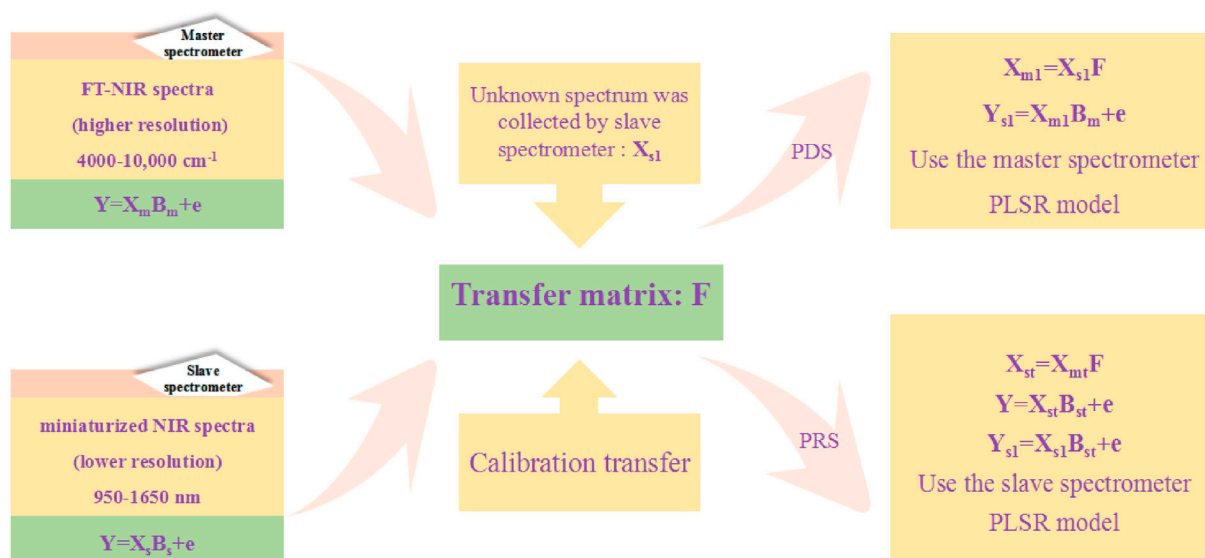 Master
spectrometer
FT-NIR spectra
(higher resolution)
4000-10,000 cm⁻¹
Y=XₘBₘ+e
Slave
spectrometer
miniaturized NIR spectra
(lower resolution)
950-1650 nm
Y=XₛBₛ+e
Unknown spectrum was
collected by slave
spectrometer : Xₛ₁
Transfer matrix: F
Calibration transfer
PDS
Xₘ₁=Xₛ₁F
Yₛ₁=Xₘ₁Bₘ+e
Use the master spectrometer
PLSR model
PRS
Xₛₜ=XₘₜF
Y=XₛₜBₛₜ+e
Yₛ₁=Xₛ₁Bₛₜ+e
Use the slave spectrometer
PLSR model